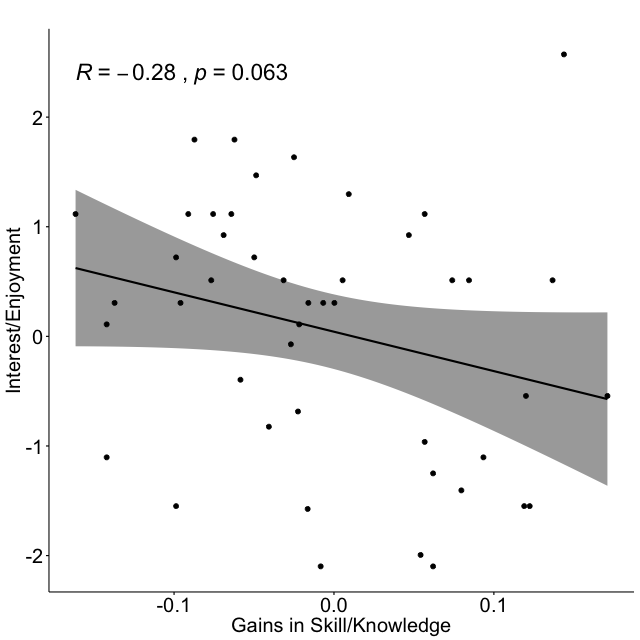 R = −0.28 , p = 0.063
2
1
0
-1
-2
Interest/Enjoyment
-0.1 0.0 0.1
Gains in Skill/Knowledge